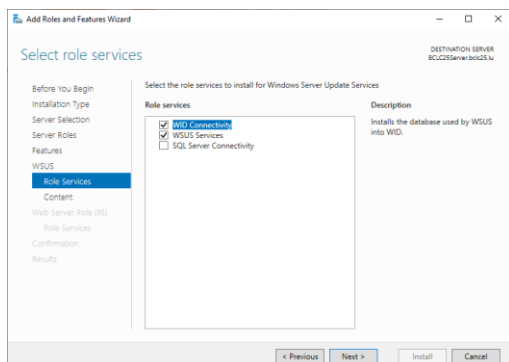 Add Roles and Features Wizard
Select role services
DESTINATION SERVER
BCLC25Server.bclc25.lu
Before You Begin
Installation Type
Server Selection
Server Roles
Features
WSUS
Role Services
Content
Web Server Role (IIS)
Role Services
Confirmation
Results
Select the role services to install for Windows Server Update Services
Role services
WID Connectivity
WSUS Services
SQL Server Connectivity
Description
Installs the database used by WSUS
into WID.
< Previous
Next >
Install
Cancel